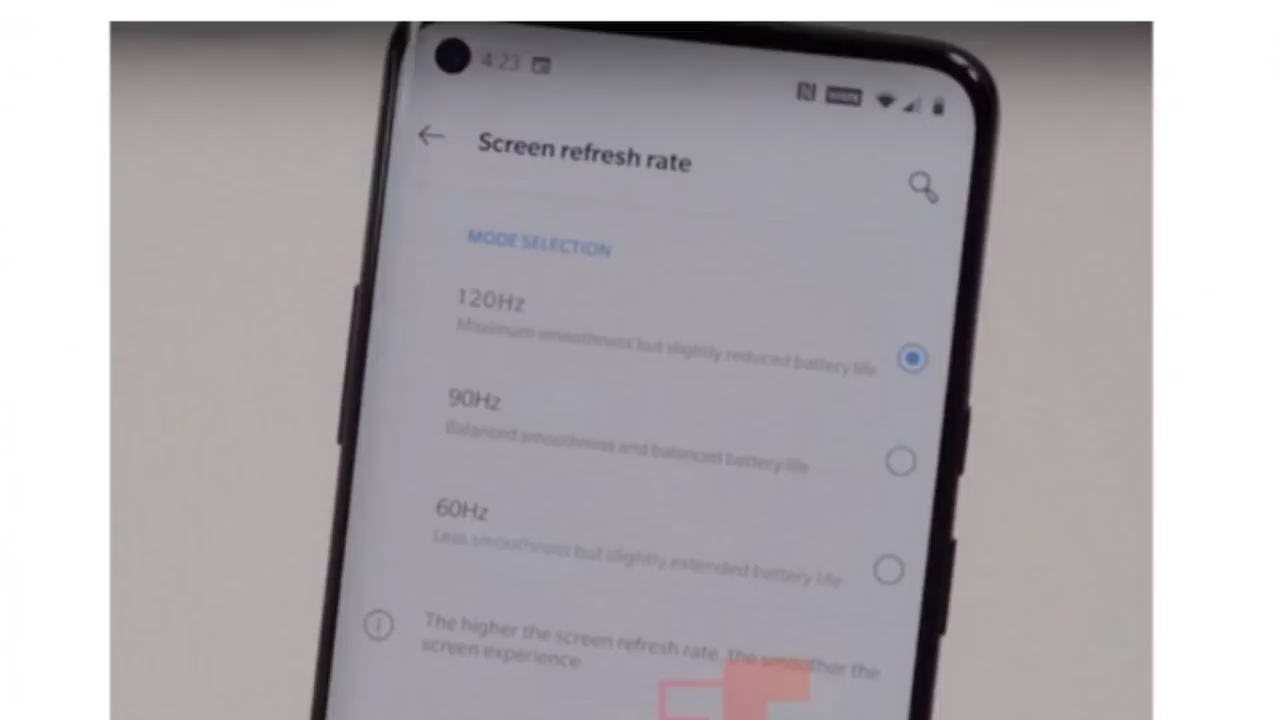 4:23
Screen refresh rate
MODE SELECTION
120Hz
Maximum smoothness but slightly reduced battery life
90Hz
Balanced smoothness and balanced battery life
60Hz
Less smoothness but slightly extended battery life
The higher the screen refresh rate, the smoother the
screen experience